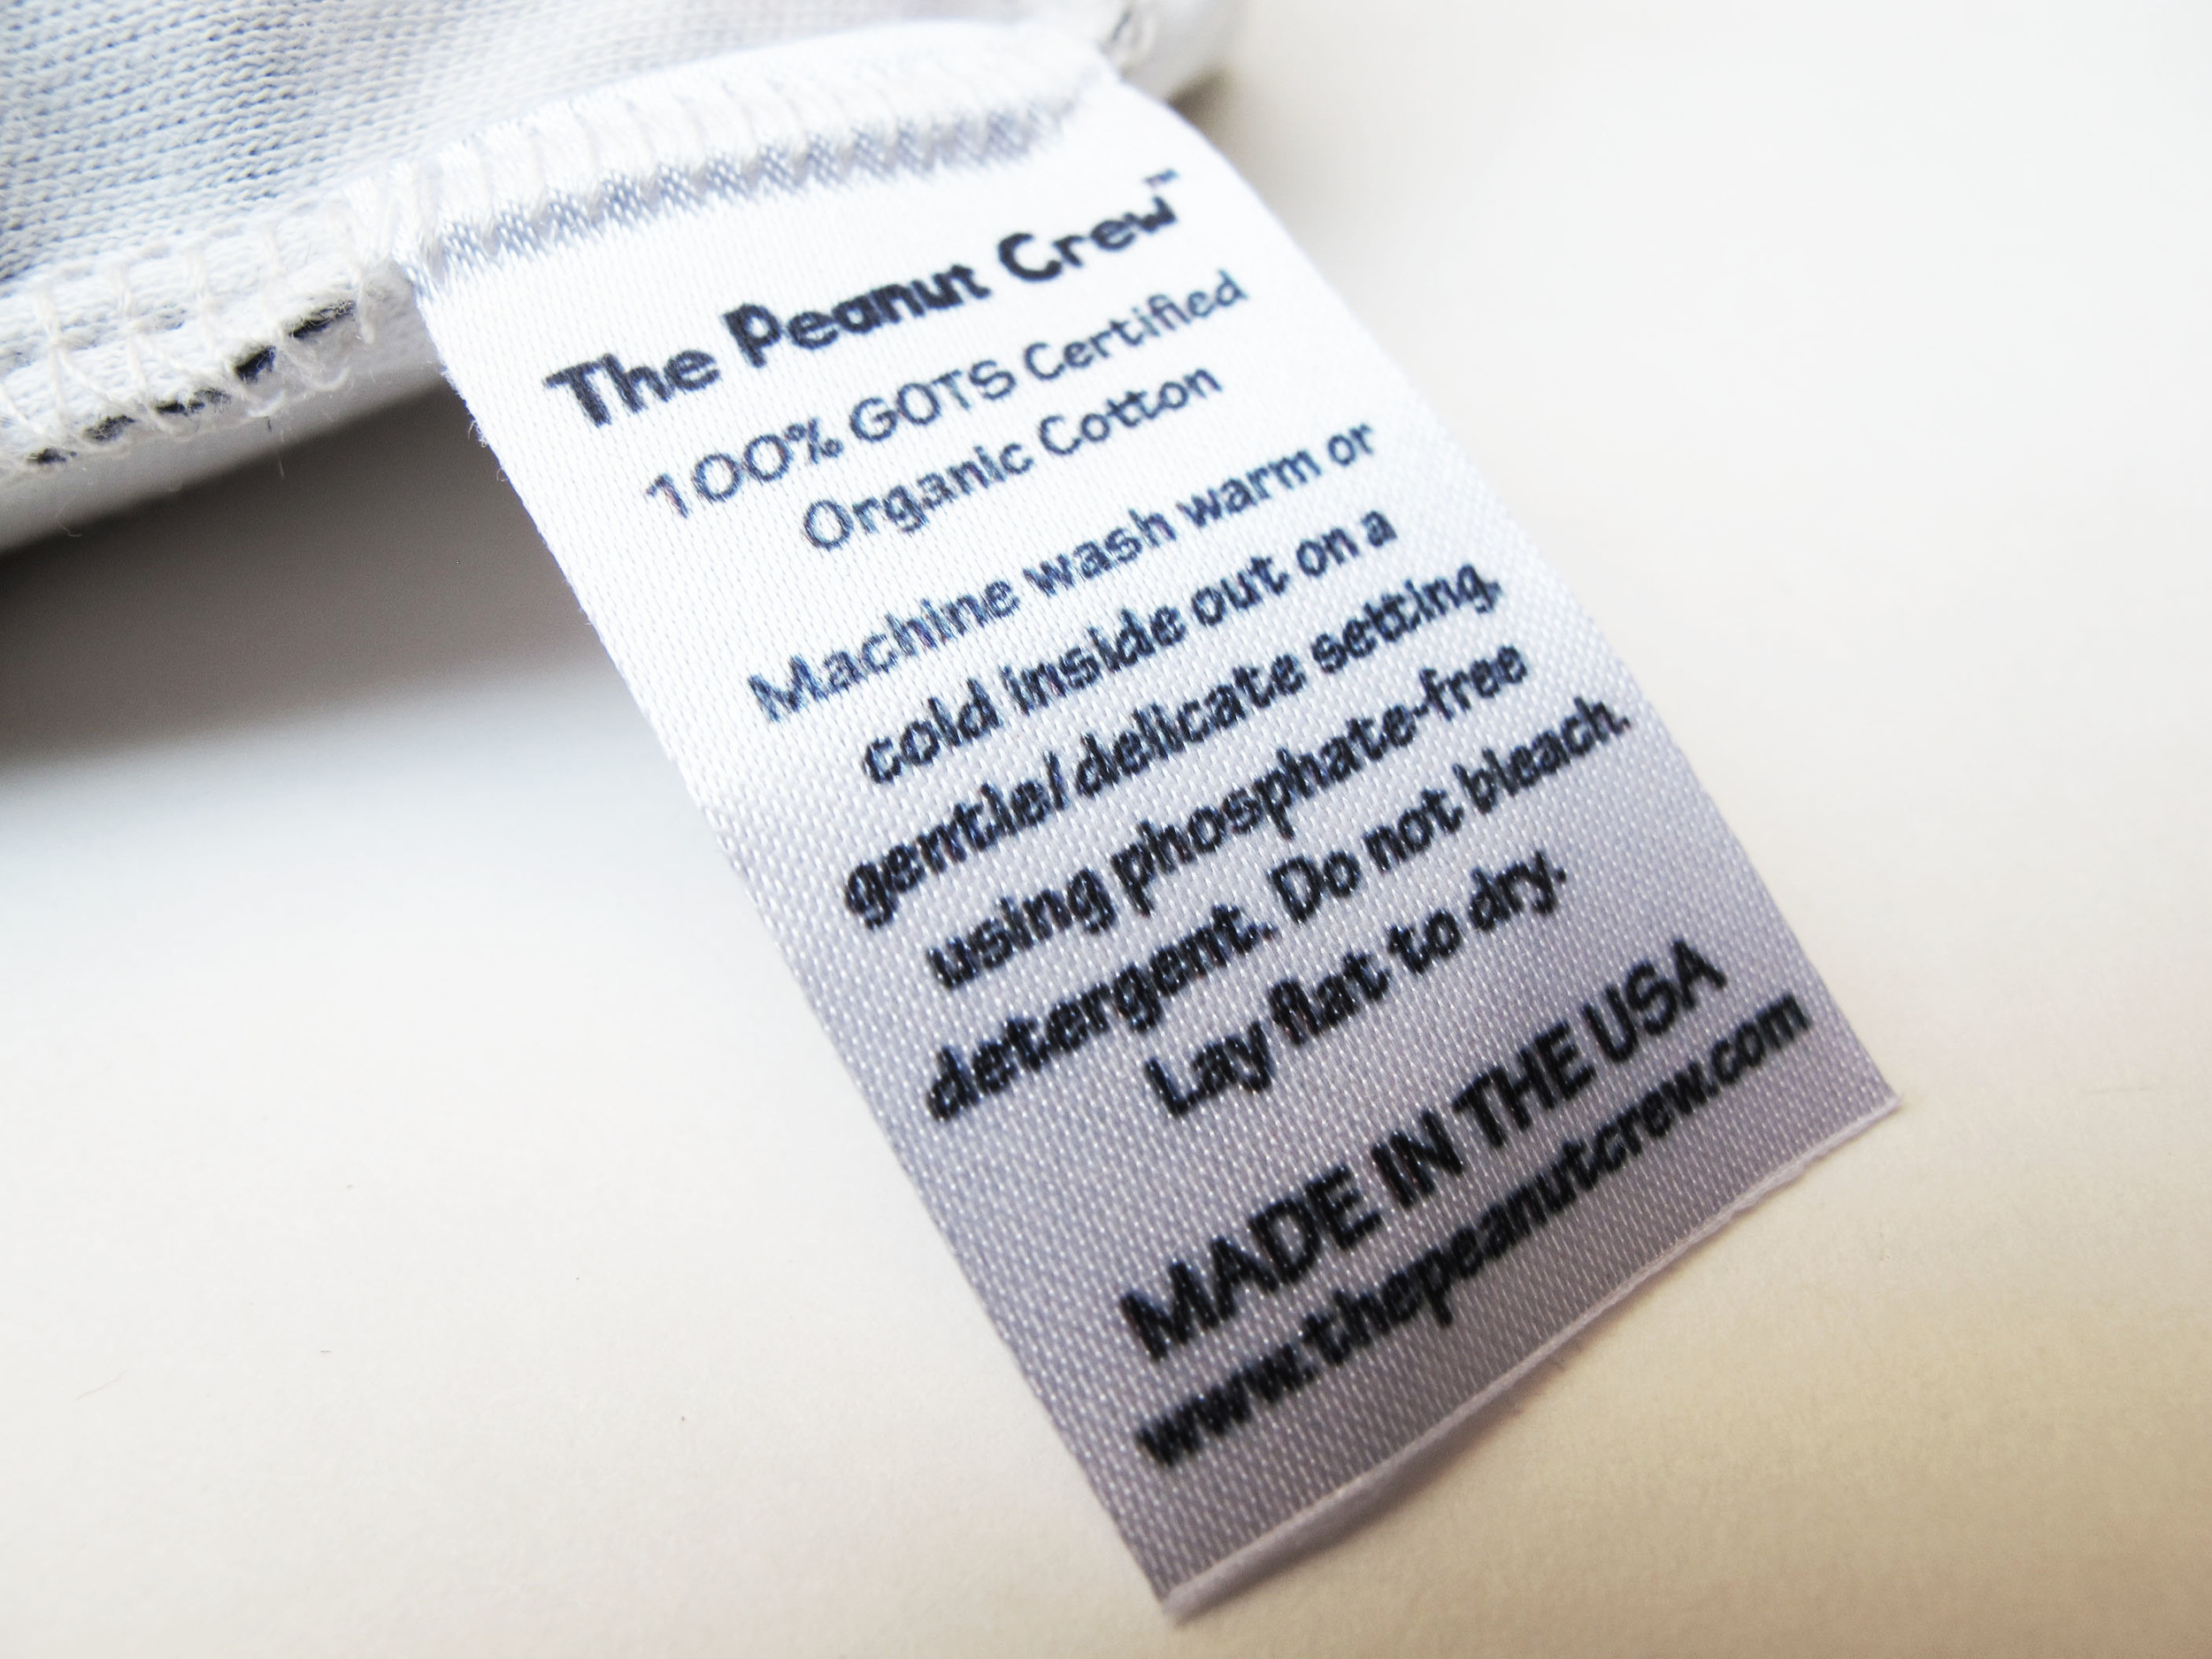 The Peanut Crew™
100% GOTS Certified
Organic Cotton
Machine wash warm or
cold inside out on a
gentle/delicate setting,
using phosphate-free
detergent. Do not bleach.
Lay flat to dry.
MADE IN THE USA
www.thepeanutcrew.com